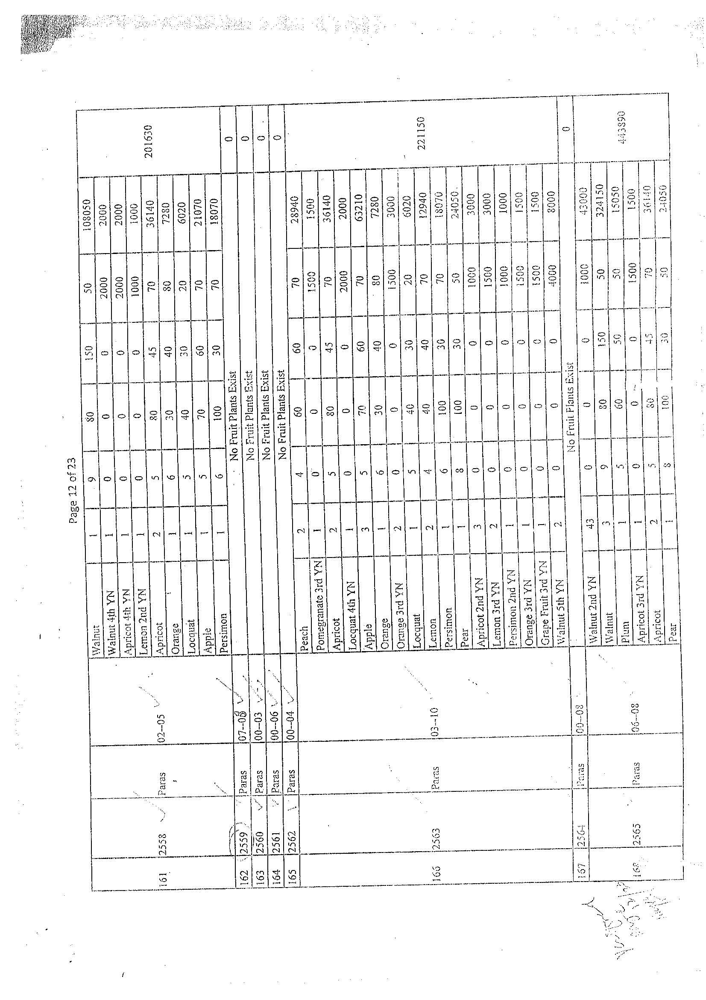 Page 12 of 23
161 2558 Paras 02--05 201630
Walnut 1 9 80 150 50 108050
Walnut 4th YN 1 0 0 0 2000 2000
Apricot 4th YN 1 0 0 0 2000 2000
Lemon 2nd YN 1 0 0 0 1000 1000
Apricot 2 5 80 45 70 36140
Orange 1 6 30 40 80 7280
Locquat 1 5 40 30 20 6020
Apple 1 5 70 60 70 21070
Persimon 1 6 100 30 70 18070
162 2559 Paras 07--08 No Fruit Plants Exist 0
163 2560 Paras 00--03 No Fruit Plants Exist 0
164 2561 Paras 00--06 No Fruit Plants Exist 0
165 2562 Paras 00--04 No Fruit Plants Exist 0
166 2563 Paras 03--10 221150
Peach 2 4 60 60 70 28940
Pomegranate 3rd YN 1 0 0 0 1500 1500
Apricot 2 5 80 45 70 36140
Locquat 4th YN 1 0 0 0 2000 2000
Apple 3 5 70 60 70 63210
Orange 1 6 30 40 80 7280
Orange 3rd YN 2 0 0 0 1500 3000
Locquat 1 5 40 30 20 6020
Lemon 2 4 40 40 70 12940
Persimon 1 6 100 30 70 18070
Pear 1 8 100 30 50 24050
Apricot 2nd YN 3 0 0 0 1000 3000
Lemon 3rd YN 2 0 0 0 1500 3000
Persimon 2nd YN 1 0 0 0 1000 1000
Orange 3rd YN 1 0 0 0 1500 1500
Grape Fruit 3rd YN 1 0 0 0 1500 1500
Walnut 5th YN 2 0 0 0 4000 8000
167 2564 Paras 00--08 No Fruit Plants Exist 0
168 2565 Paras 06--08 443890
Walnut 2nd YN 43 0 0 0 1000 43000
Walnut 3 9 80 150 50 324150
Plum 1 5 60 50 50 15050
Apricot 3rd YN 1 0 0 0 1500 1500
Apricot 2 5 80 45 70 36140
Pear 1 8 100 30 50 24050